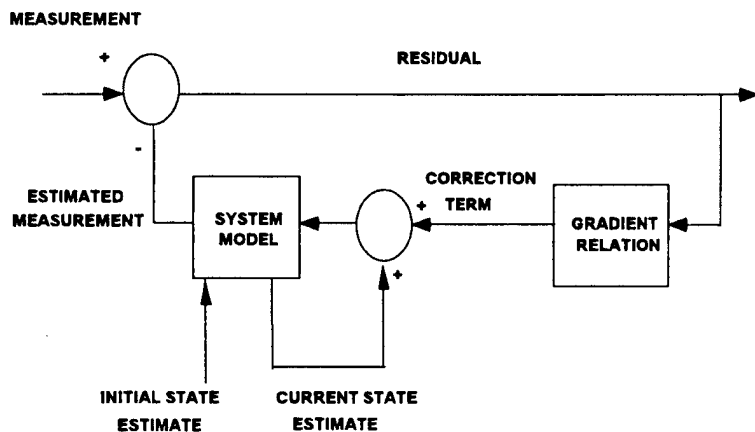 MEASUREMENT
+
RESIDUAL
-
ESTIMATED
MEASUREMENT
SYSTEM
MODEL
+
CORRECTION
TERM
GRADIENT
RELATION
+
INITIAL STATE
ESTIMATE
CURRENT STATE
ESTIMATE